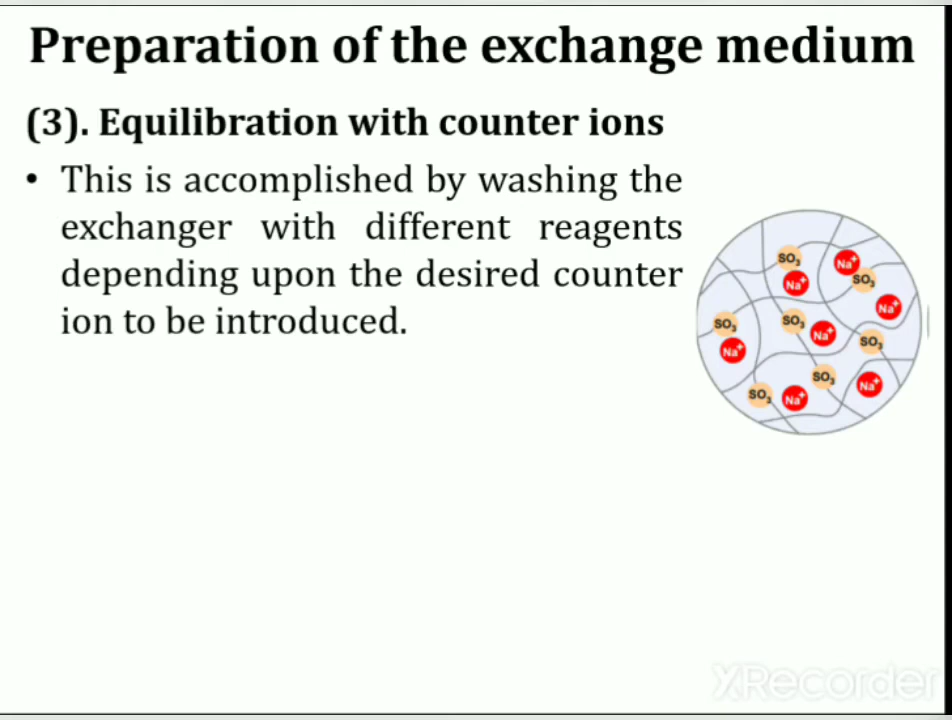 Preparation of the exchange medium
(3). Equilibration with counter ions
• This is accomplished by washing the
exchanger with different reagents
depending upon the desired counter
ion to be introduced.
SO₃
Na⁺
Na⁺
SO₃
Na⁺
SO₃
SO₃
Na⁺
SO₃
Na⁺
SO₃
Na⁺
SO₃
Na⁺
XRecorder